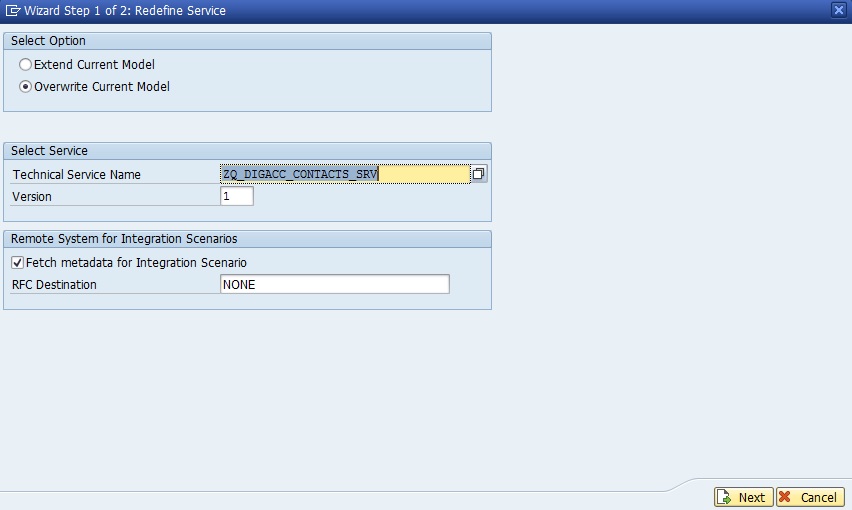 Wizard Step 1 of 2: Redefine Service
Select Option
Extend Current Model
Overwrite Current Model
Select Service
Technical Service Name ZQ_DIGACC_CONTACTS_SRV
Version 1
Remote System for Integration Scenarios
Fetch metadata for Integration Scenario
RFC Destination NONE
Next Cancel